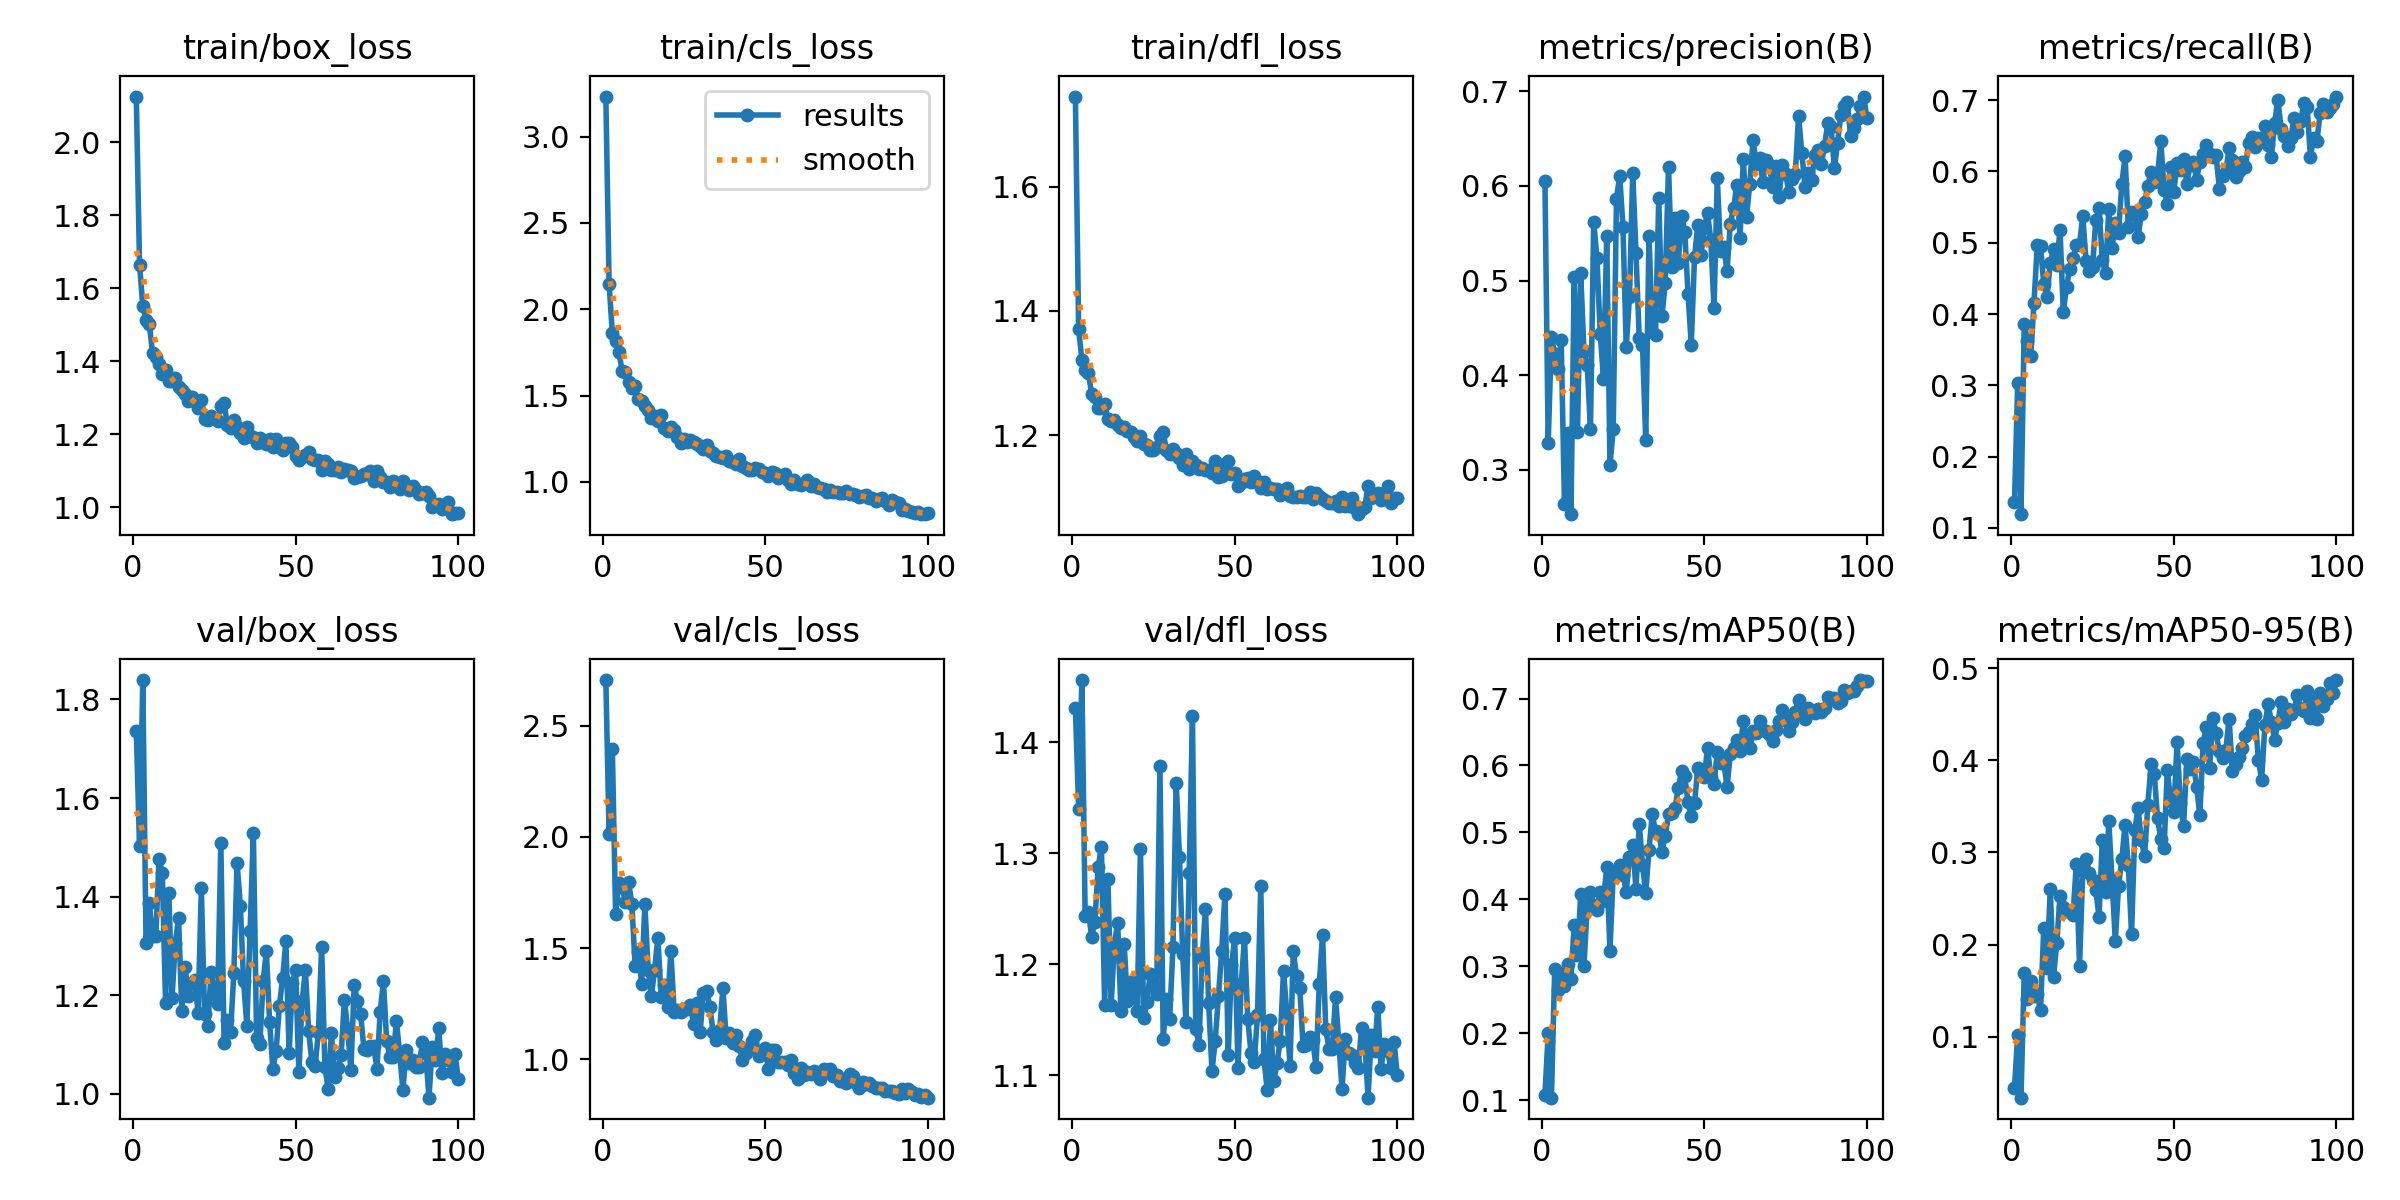 train/box_loss
2.0
1.8
1.6
1.4
1.2
1.0
0 50 100
train/cls_loss
results
smooth
3.0
2.5
2.0
1.5
1.0
0 50 100
train/dfl_loss
1.6
1.4
1.2
0 50 100
metrics/precision(B)
0.7
0.6
0.5
0.4
0.3
0 50 100
metrics/recall(B)
0.7
0.6
0.5
0.4
0.3
0.2
0.1
0 50 100
val/box_loss
1.8
1.6
1.4
1.2
1.0
0 50 100
val/cls_loss
2.5
2.0
1.5
1.0
0 50 100
val/dfl_loss
1.4
1.3
1.2
1.1
0 50 100
metrics/mAP50(B)
0.7
0.6
0.5
0.4
0.3
0.2
0.1
0 50 100
metrics/mAP50-95(B)
0.5
0.4
0.3
0.2
0.1
0 50 100